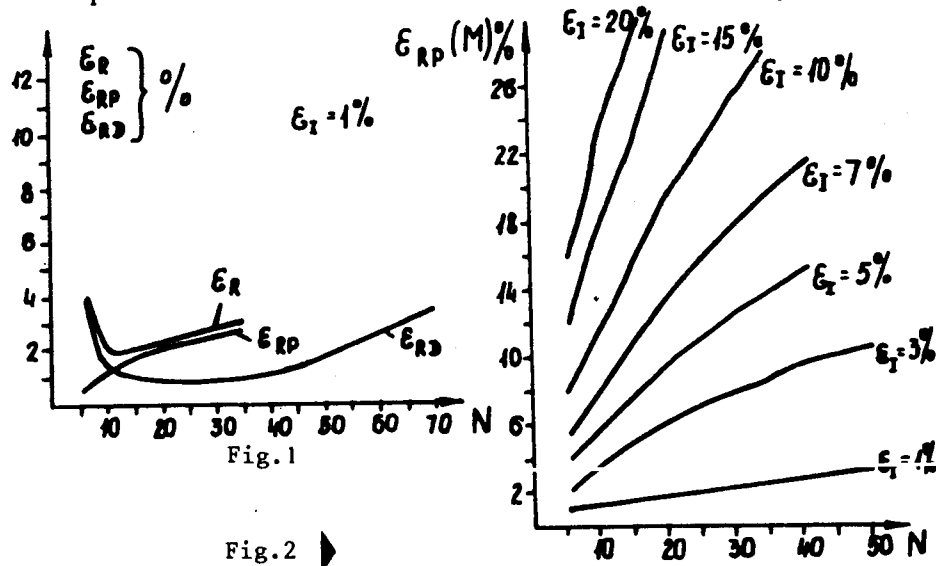 ε_R
ε_RP } %
ε_RD
ε_I = 1%
12
10
8
6
4
2
ε_R
ε_RP
ε_RD
10 20 30 40 50 60 70 N
Fig.1
ε_RP (M)%
ε_I = 20%
ε_I = 15%
ε_I = 10%
ε_I = 7%
ε_I = 5%
ε_I = 3%
ε_I = 1%
26
22
18
14
10
6
2
10 20 30 40 50 N
Fig.2